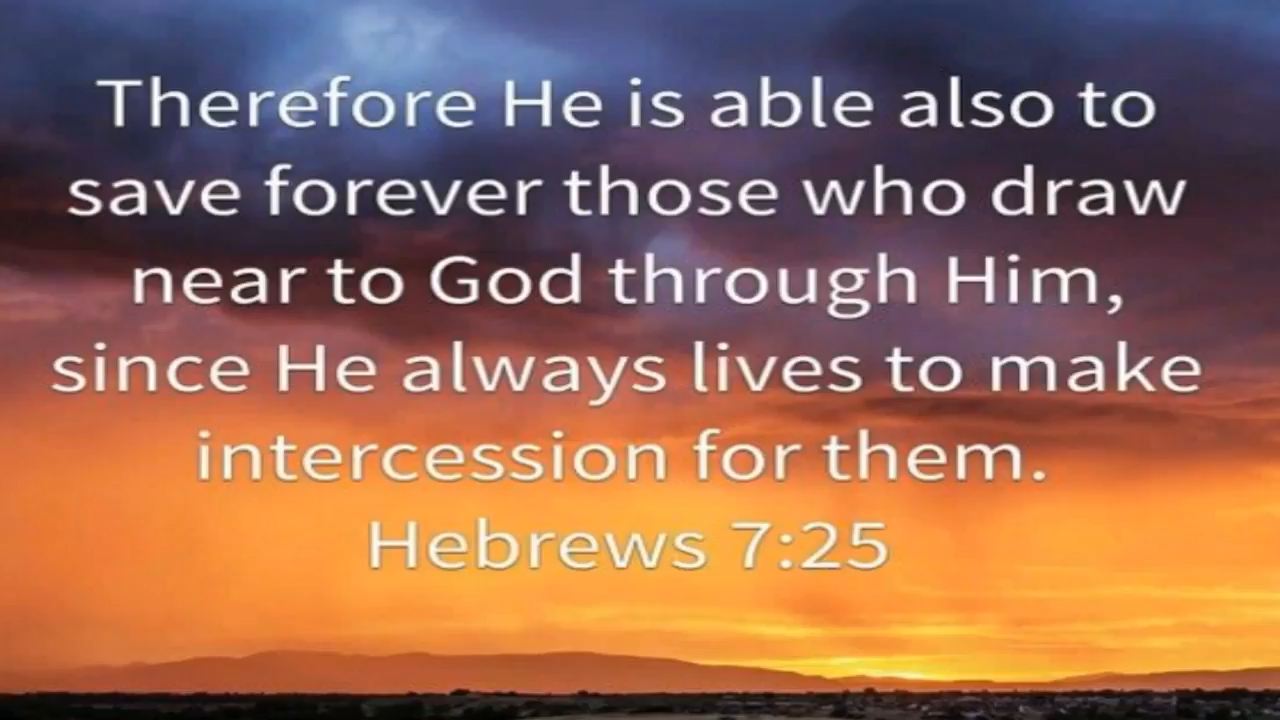 Therefore He is able also to
save forever those who draw
near to God through Him,
since He always lives to make
intercession for them.
Hebrews 7:25